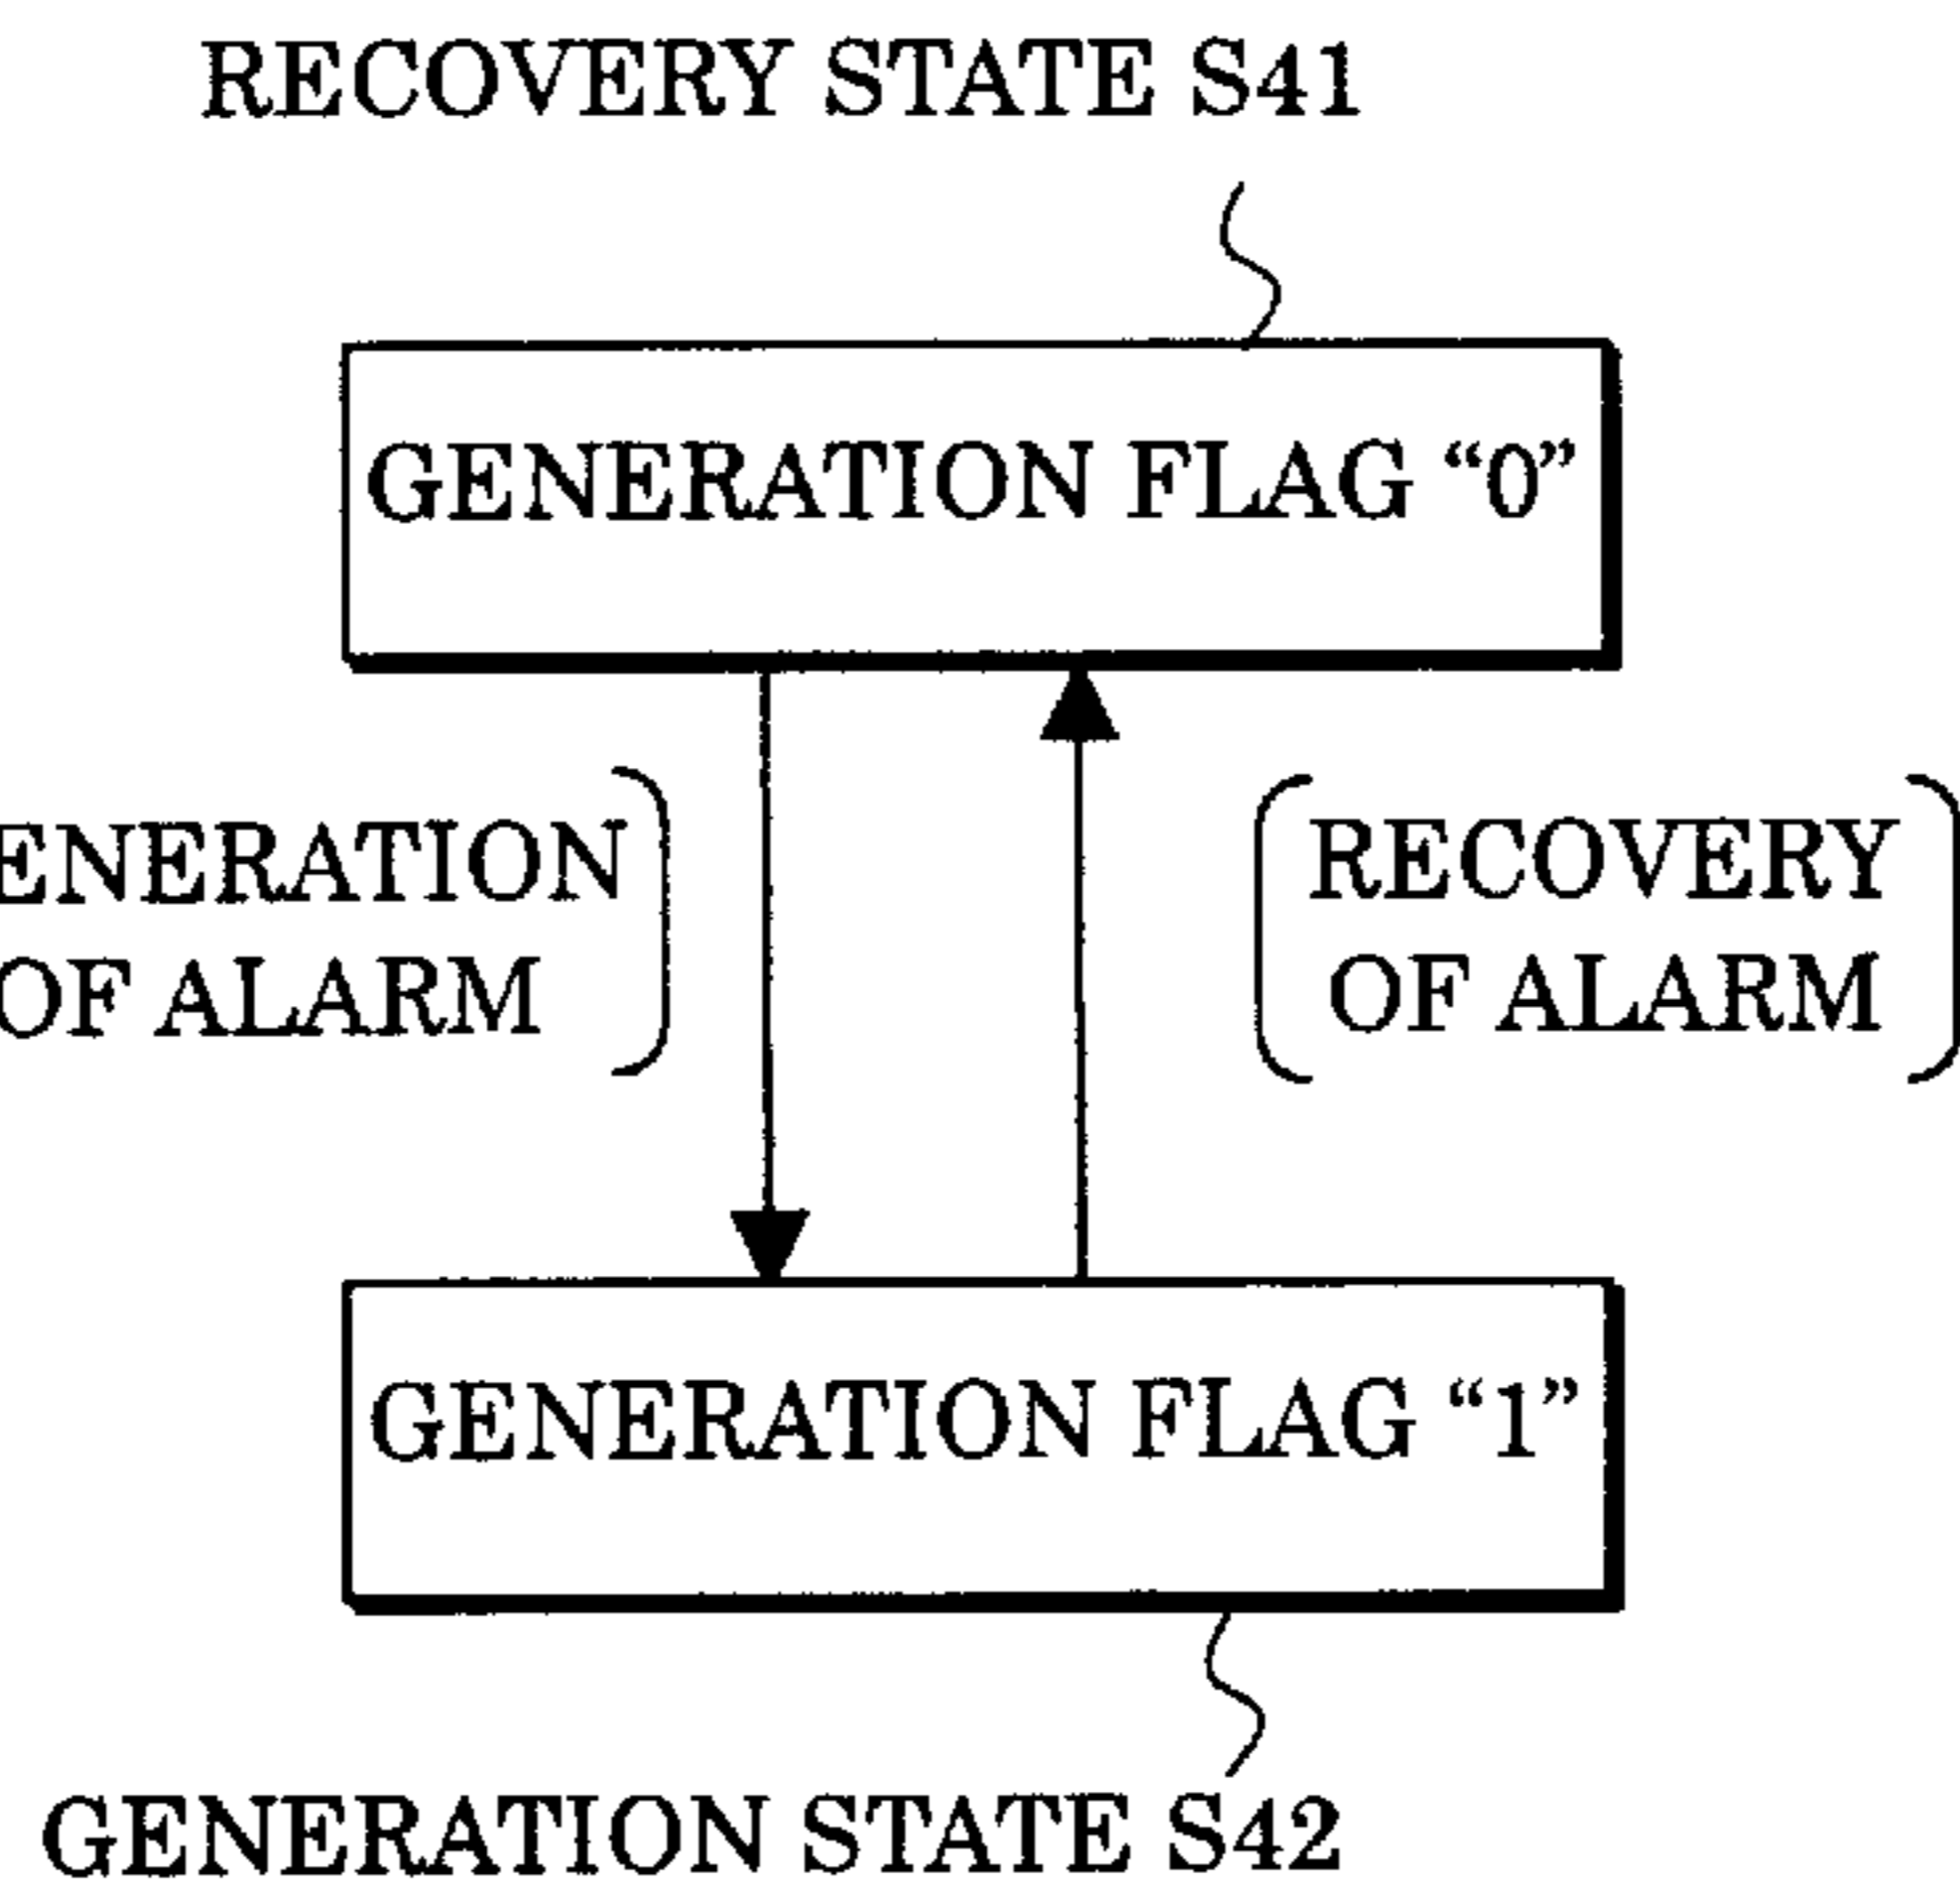 RECOVERY STATE S41
GENERATION FLAG “0”
ENERATION
OF ALARM
RECOVERY
OF ALARM
GENERATION FLAG “1”
GENERATION STATE S42